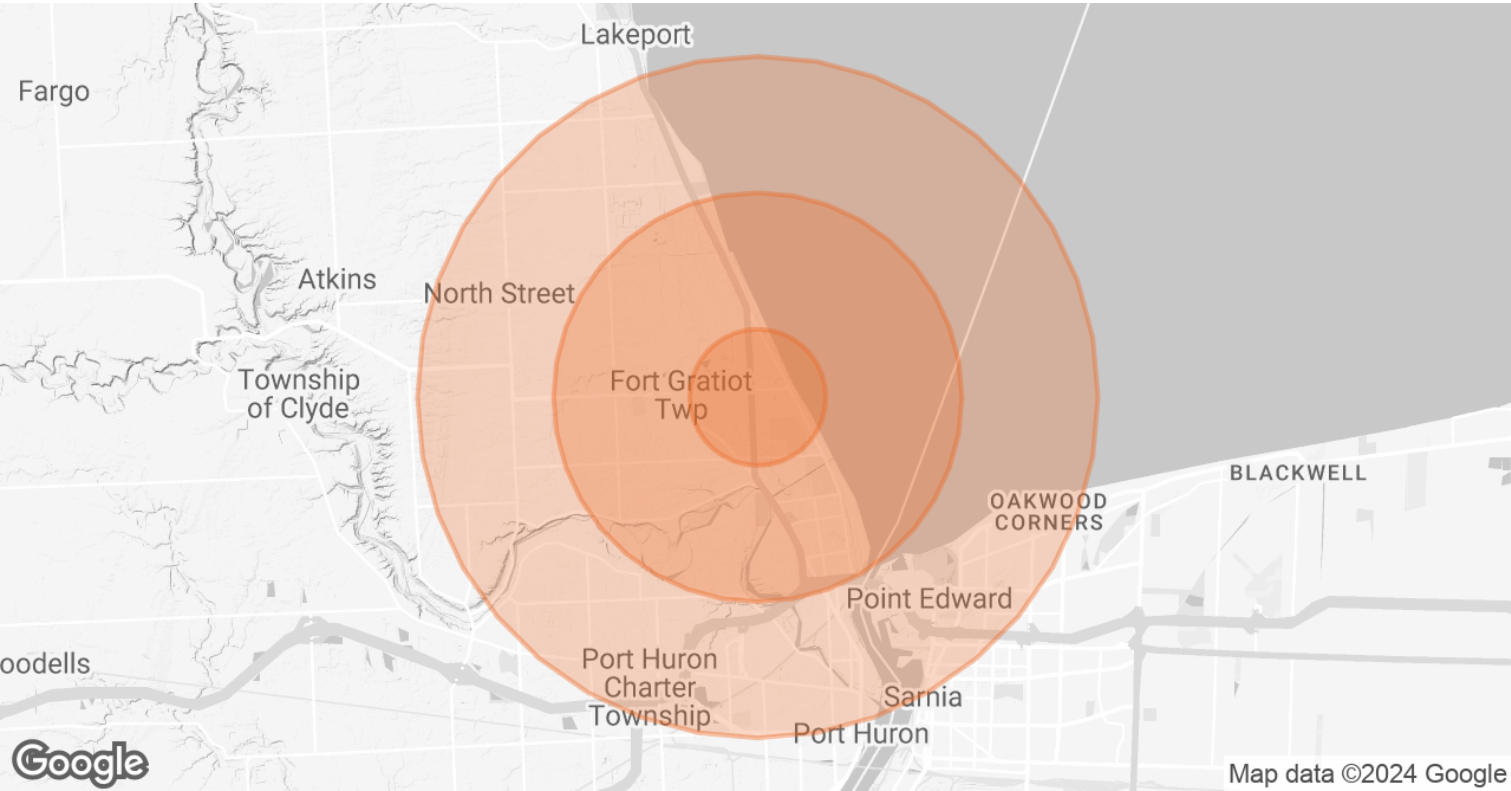 Lakeport
Fargo
Atkins
North Street
Township
of Clyde
Fort Gratiot
Twp
BLACKWELL
OAKWOOD
CORNERS
Point Edward
oodells
Port Huron
Charter
Township
Sarnia
Port Huron
Google
Map data ©2024 Google